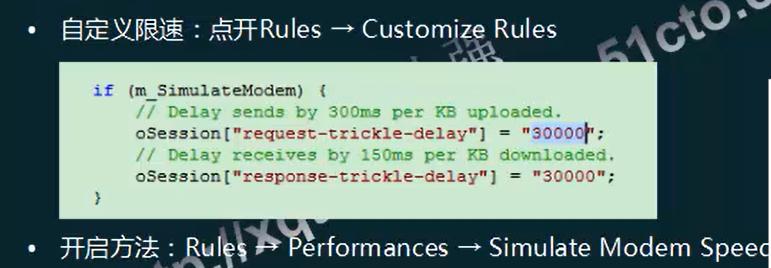 • 自定义限速：点开Rules → Customize Rules
51cto.c
if (m_SimulateModem) {
// Delay sends by 300ms per KB uploaded.
oSession["request-trickle-delay"] = "30000";
// Delay receives by 150ms per KB downloaded.
oSession["response-trickle-delay"] = "30000";
}
• 开启方法：Rules → Performances → Simulate Modem Speed